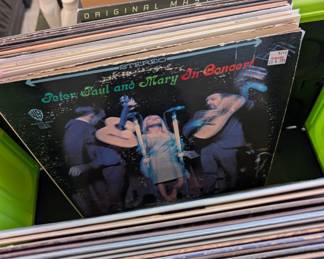 ORIGINAL MA
STEREO
Peter, Paul and Mary In Concert